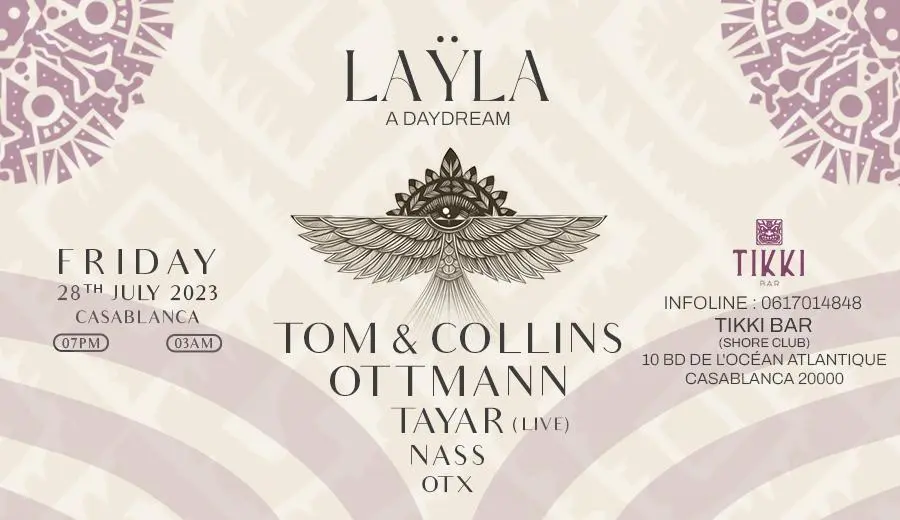 LAŸLA
A DAYDREAM
FRIDAY
28TH JULY 2023
CASABLANCA
07PM 03AM
TOM & COLLINS
OTTMANN
TAYAR (LIVE)
NASS
OTX
TIKKI
BAR
INFOLINE : 0617014848
TIKKI BAR
(SHORE CLUB)
10 BD DE L'OCÉAN ATLANTIQUE
CASABLANCA 20000